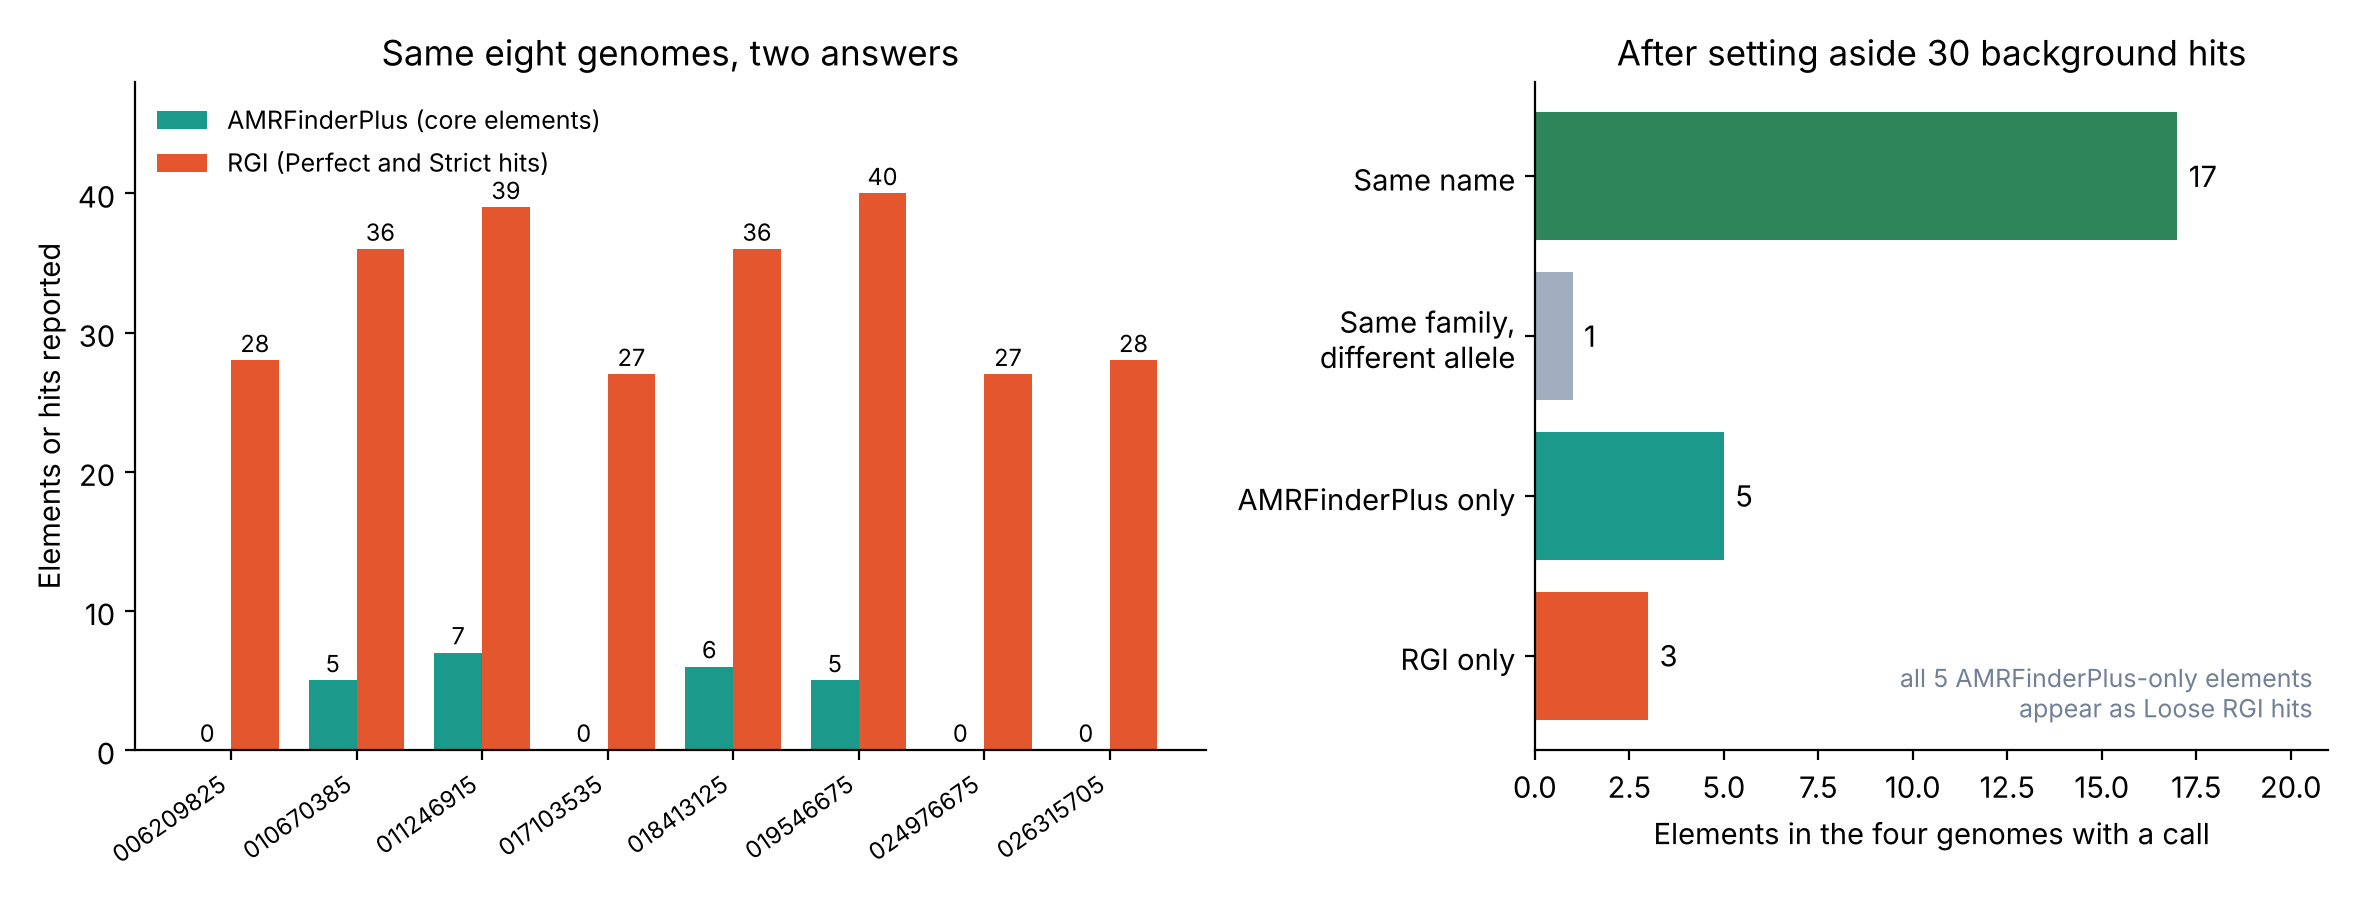 Same eight genomes, two answers
AMRFinderPlus (core elements)
RGI (Perfect and Strict hits)
Elements or hits reported
40
30
20
10
0
0
28
5
36
7
39
0
27
6
36
5
40
0
27
0
28
006209825
010670385
011246915
017103535
018413125
019546675
024976675
026315705
After setting aside 30 background hits
Same name
17
Same family,
different allele
1
AMRFinderPlus only
5
RGI only
3
all 5 AMRFinderPlus-only elements
appear as Loose RGI hits
0.0 2.5 5.0 7.5 10.0 12.5 15.0 17.5 20.0
Elements in the four genomes with a call